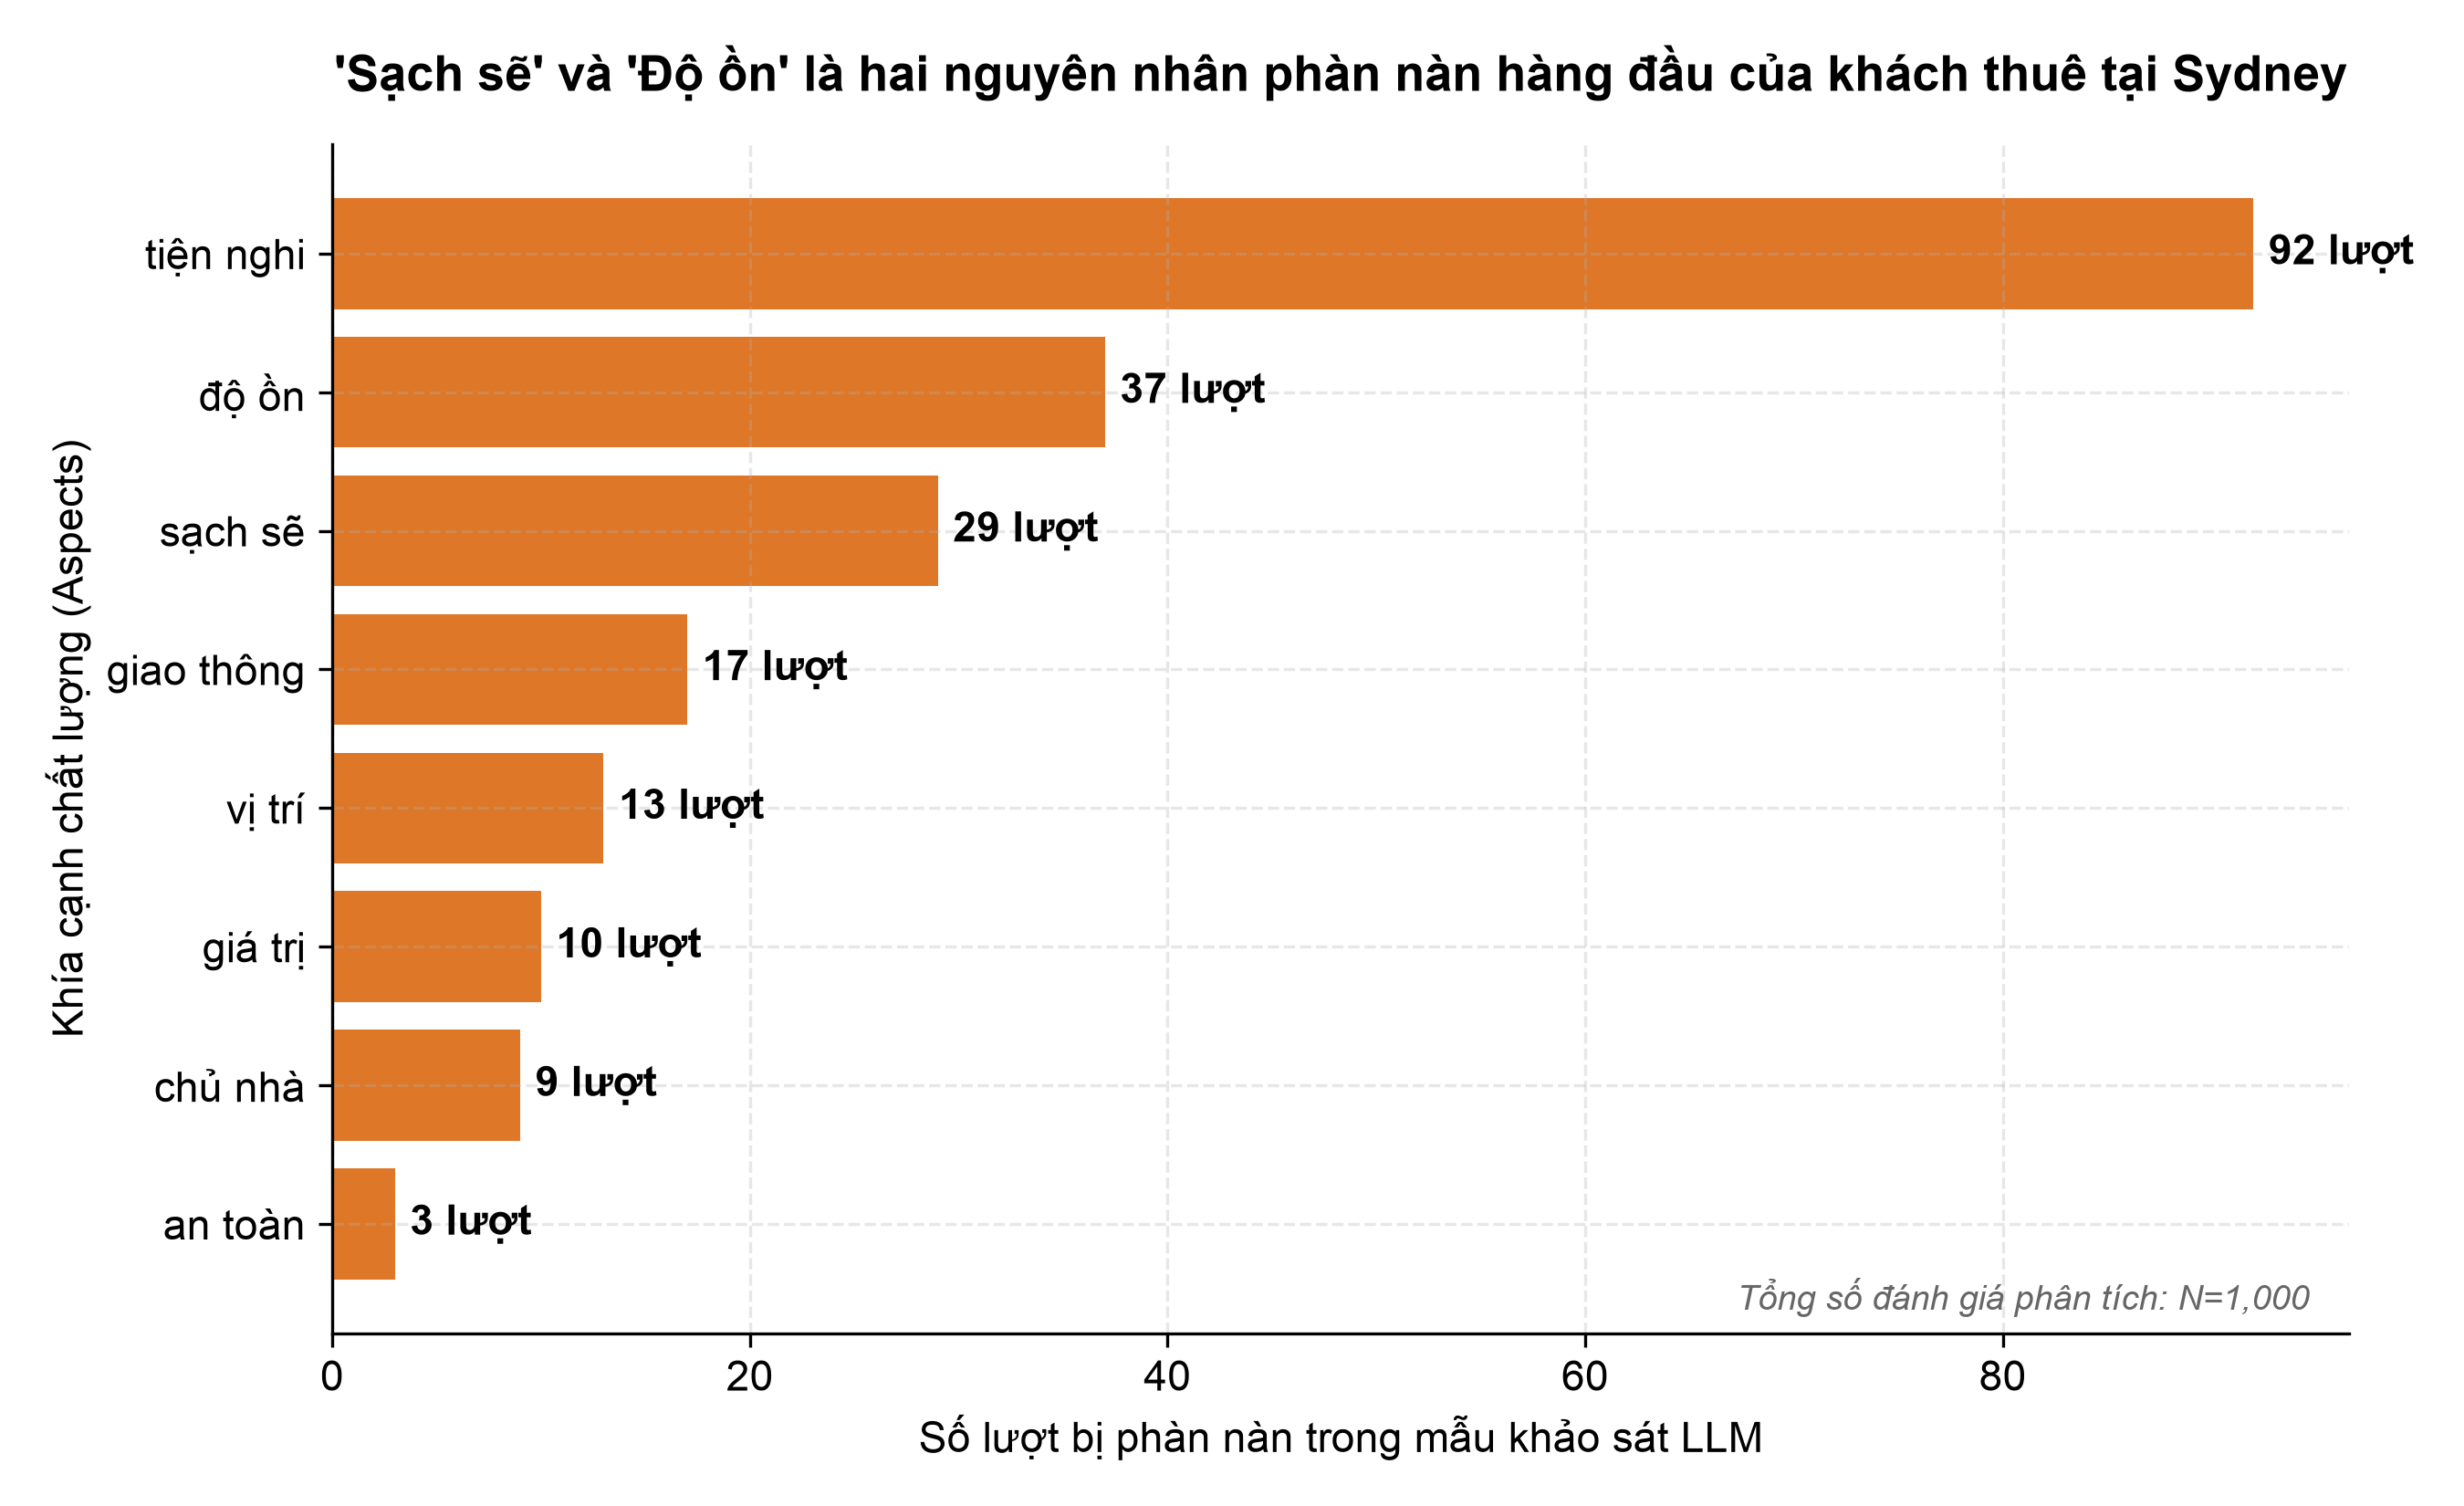 'Sạch sẽ' và 'Độ ồn' là hai nguyên nhân phàn nàn hàng đầu của khách thuê tại Sydney
Khía cạnh chất lượng (Aspects)
tiện nghi
92 lượt
độ ồn
37 lượt
sạch sẽ
29 lượt
giao thông
17 lượt
vị trí
13 lượt
giá trị
10 lượt
chủ nhà
9 lượt
an toàn
3 lượt
Tổng số đánh giá phân tích: N=1,000
0 20 40 60 80
Số lượt bị phàn nàn trong mẫu khảo sát LLM